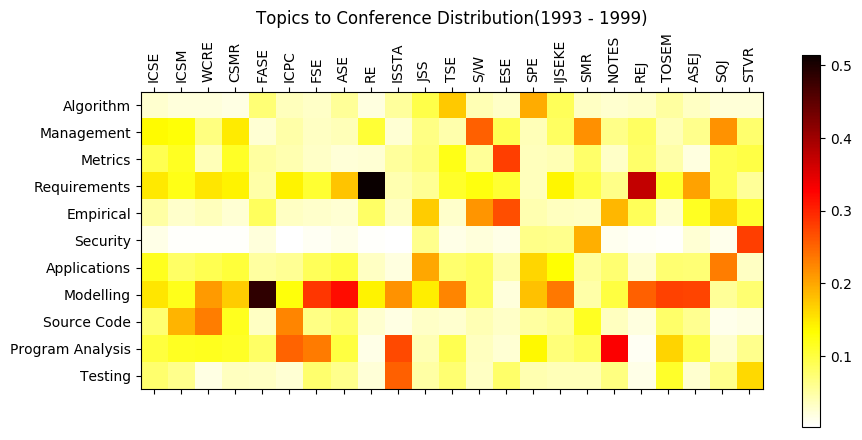 Topics to Conference Distribution(1993 - 1999)
ICSE ICSM WCRE CSMR FASE ICPC FSE ASE RE ISSTA JSS TSE S/W ESE SPE IJSEKE SMR NOTES REJ TOSEM ASEJ SQJ STVR
Algorithm
Management
Metrics
Requirements
Empirical
Security
Applications
Modelling
Source Code
Program Analysis
Testing
0.5
0.4
0.3
0.2
0.1